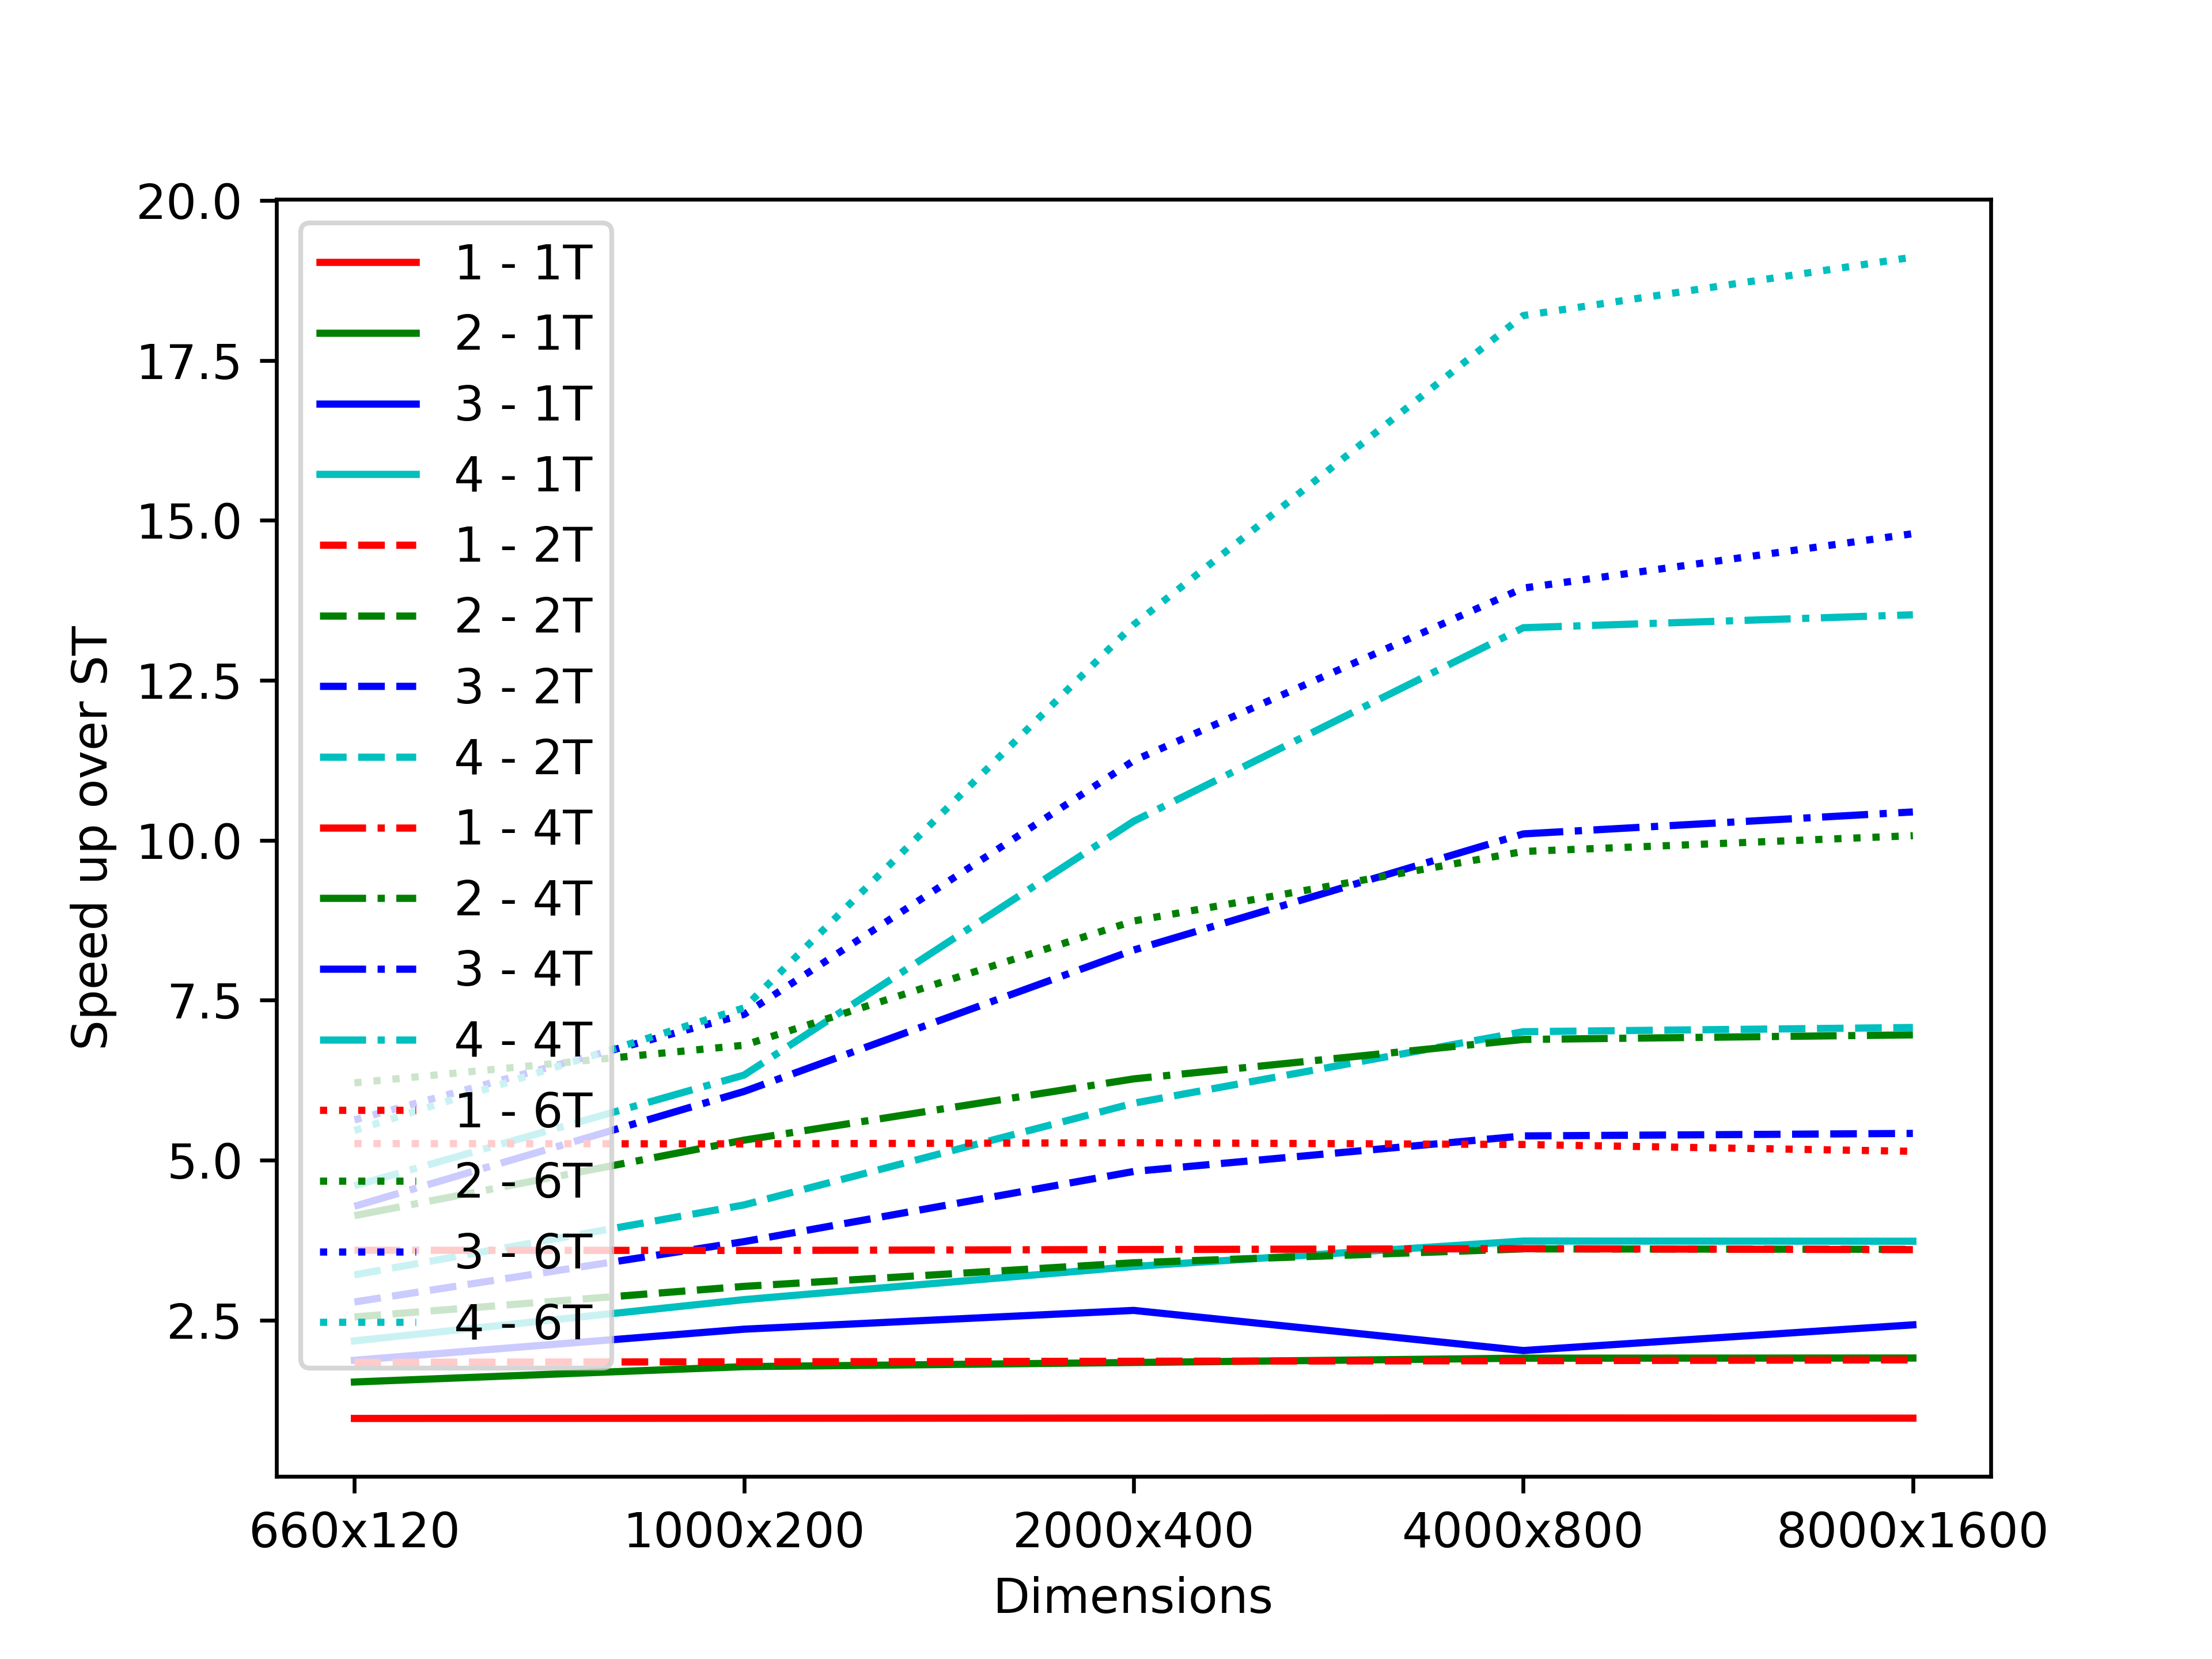 20.0
17.5
15.0
12.5
10.0
7.5
5.0
2.5
Speed up over ST
1 - 1T
2 - 1T
3 - 1T
4 - 1T
1 - 2T
2 - 2T
3 - 2T
4 - 2T
1 - 4T
2 - 4T
3 - 4T
4 - 4T
1 - 6T
2 - 6T
3 - 6T
4 - 6T
660x120 1000x200 2000x400 4000x800 8000x1600
Dimensions